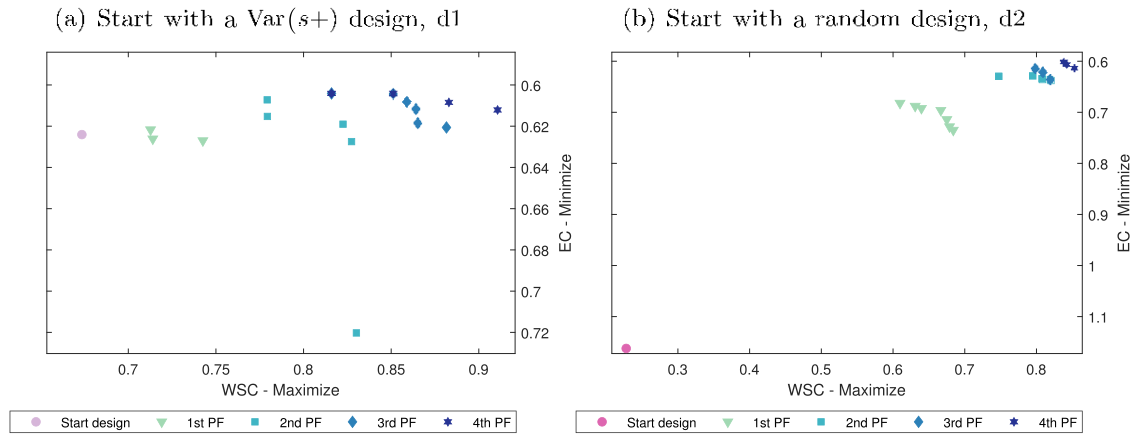 (a) Start with a Var(s+) design, d1
0.6
0.62
0.64
0.66
0.68
0.7
0.72
EC - Minimize
0.7
0.75
0.8
0.85
0.9
WSC - Maximize
Start design
1st PF
2nd PF
3rd PF
4th PF
(b) Start with a random design, d2
0.6
0.7
0.8
0.9
1
1.1
EC - Minimize
0.3
0.4
0.5
0.6
0.7
0.8
WSC - Maximize
Start design
1st PF
2nd PF
3rd PF
4th PF